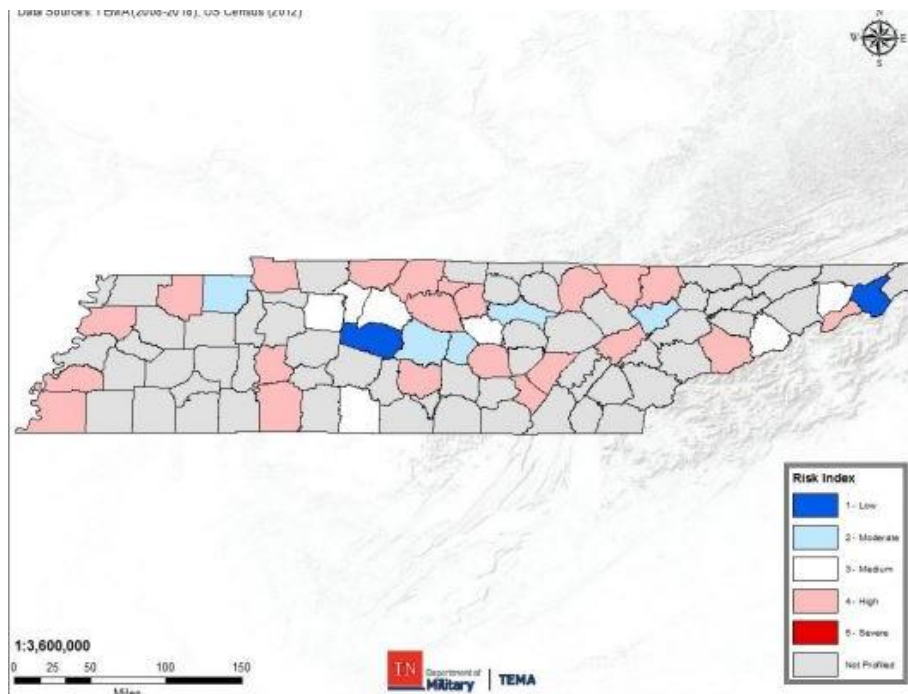 Data Sources: TEMA(2008-2018), US Census (2012)
N
W E
S
Risk Index
1 - Low
2 - Moderate
3 - Medium
4 - High
5 - Severe
Not Profiled
1:3,600,000
0 25 50 100 150
Miles
TN
Department of
Military
TEMA